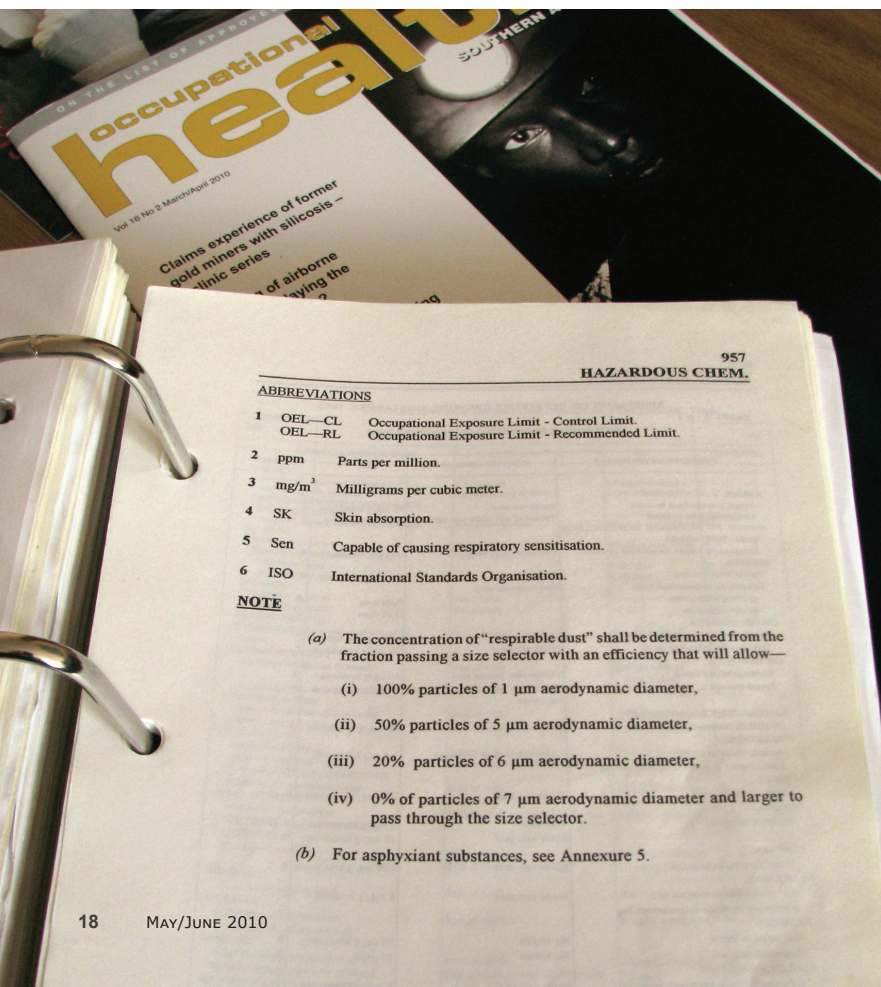 ON THE LIST OF APPROVED
occupational
health
SOUTHERN
Vol 16 No 2 March/April 2010
Claims experience of former
gold miners with silicosis –
clinic series
of airborne
the
957
HAZARDOUS CHEM.
ABBREVIATIONS
1 OEL—CL Occupational Exposure Limit - Control Limit.
OEL—RL Occupational Exposure Limit - Recommended Limit.
2 ppm Parts per million.
3 mg/m³ Milligrams per cubic meter.
4 SK Skin absorption.
5 Sen Capable of causing respiratory sensitisation.
6 ISO International Standards Organisation.
NOTE
(a) The concentration of “respirable dust” shall be determined from the
fraction passing a size selector with an efficiency that will allow—
(i) 100% particles of 1 µm aerodynamic diameter,
(ii) 50% particles of 5 µm aerodynamic diameter,
(iii) 20% particles of 6 µm aerodynamic diameter,
(iv) 0% of particles of 7 µm aerodynamic diameter and larger to
pass through the size selector.
(b) For asphyxiant substances, see Annexure 5.
18 May/June 2010